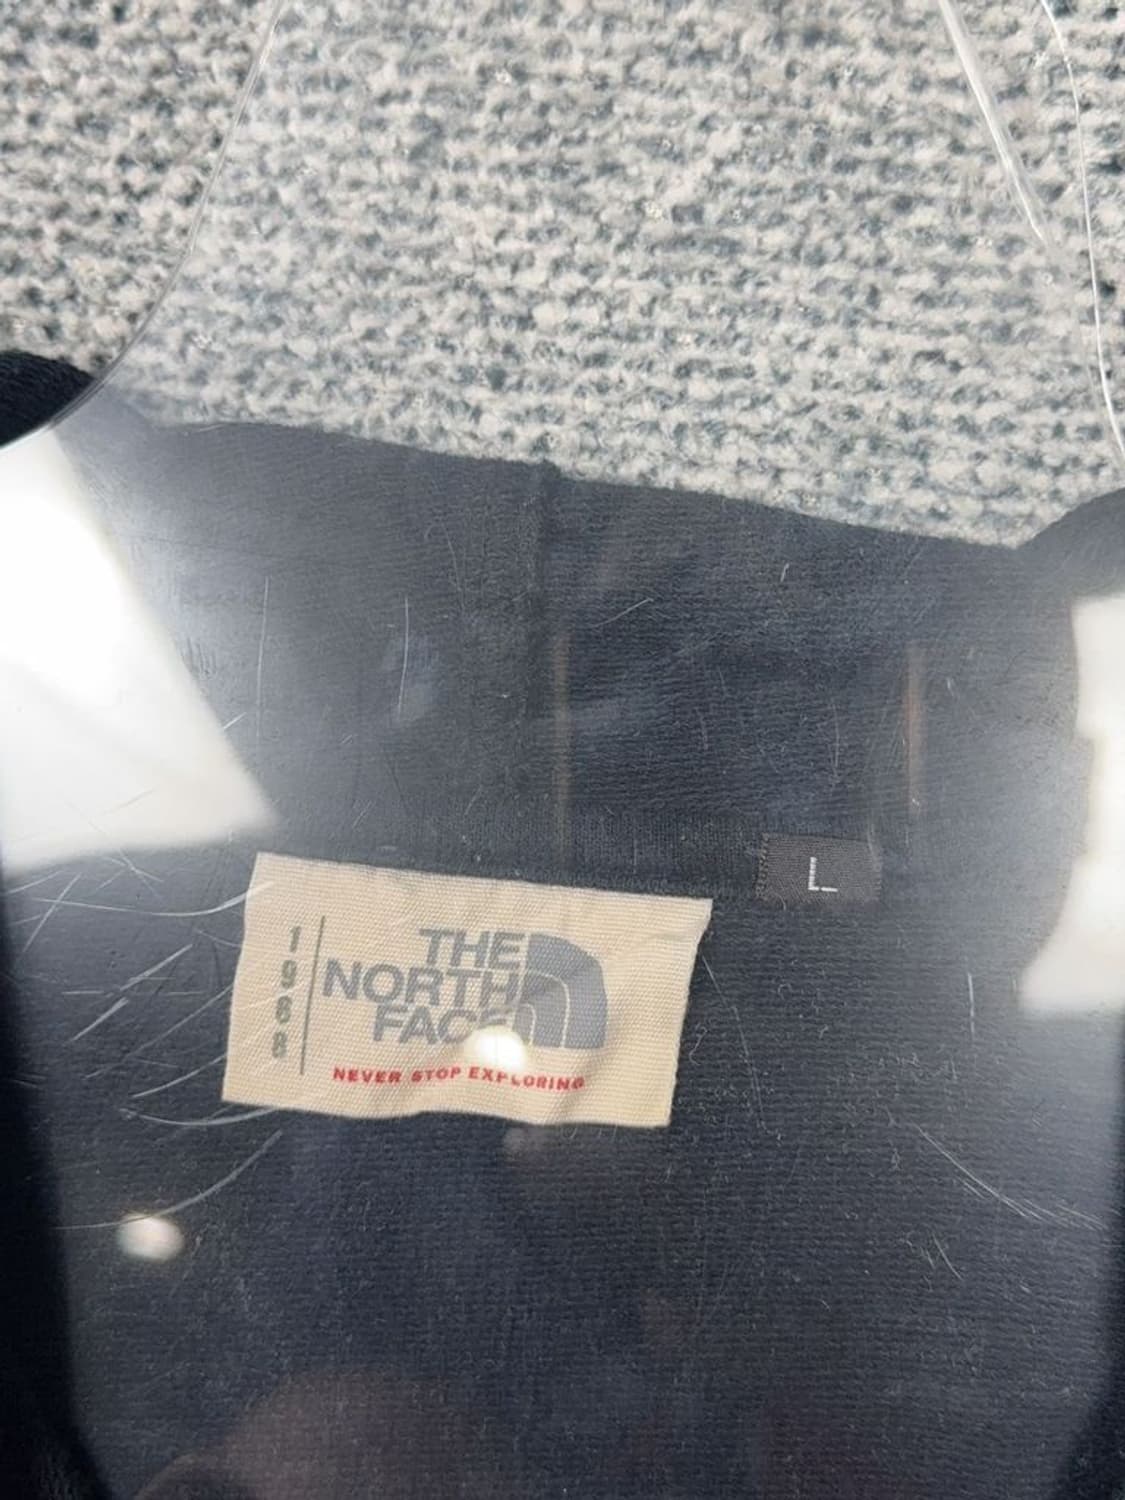 1966
THE
NORTH
FACE
NEVER STOP EXPLORING
L